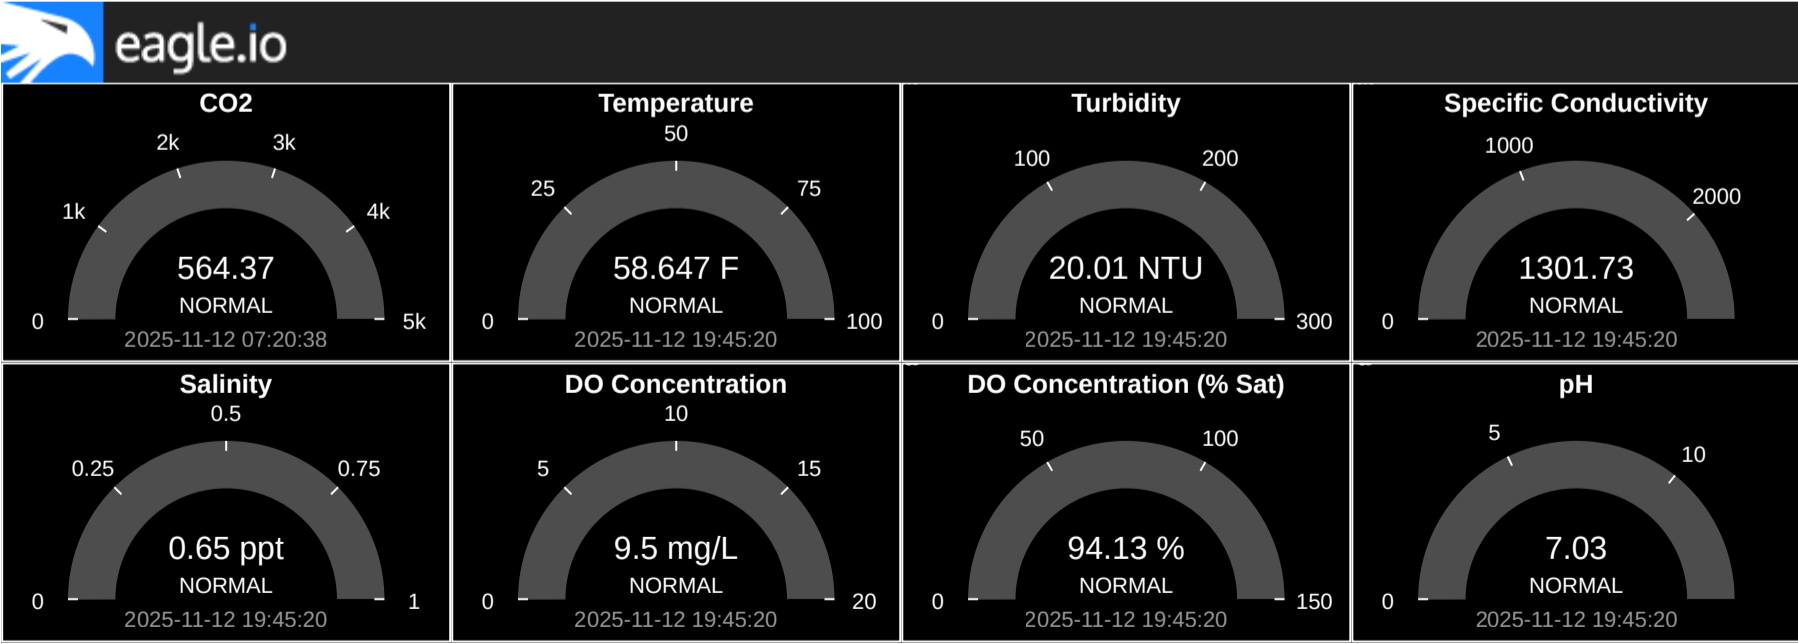 eagle.io
CO2
2k
3k
1k
4k
564.37
NORMAL
0
5k
2025-11-12 07:20:38
Temperature
50
25
75
58.647 F
NORMAL
0
100
2025-11-12 19:45:20
Turbidity
100
200
20.01 NTU
NORMAL
0
300
2025-11-12 19:45:20
Specific Conductivity
1000
2000
1301.73
NORMAL
0
2025-11-12 19:45:20
Salinity
0.5
0.25
0.75
0.65 ppt
NORMAL
0
1
2025-11-12 19:45:20
DO Concentration
10
5
15
9.5 mg/L
NORMAL
0
20
2025-11-12 19:45:20
DO Concentration (% Sat)
50
100
94.13 %
NORMAL
0
150
2025-11-12 19:45:20
pH
5
10
7.03
NORMAL
0
2025-11-12 19:45:20